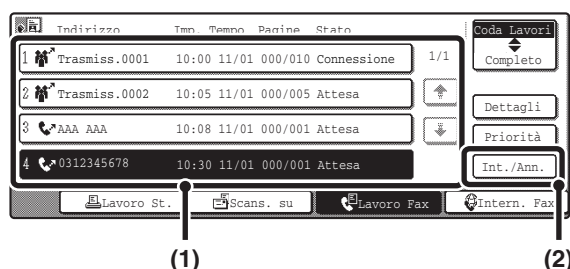 Indirizzo Imp. Tempo Pagine Stato
Coda Lavori
Completo
1 Trasmiss.0001 10:00 11/01 000/010 Connessione
1/1
2 Trasmiss.0002 10:05 11/01 000/005 Attesa
Dettagli
3 AAA AAA 10:08 11/01 000/001 Attesa
Priorità
4 0312345678 10:30 11/01 000/001 Attesa
Int./Ann.
Lavoro St. Scans. su Lavoro Fax Intern. Fax
(1) (2)